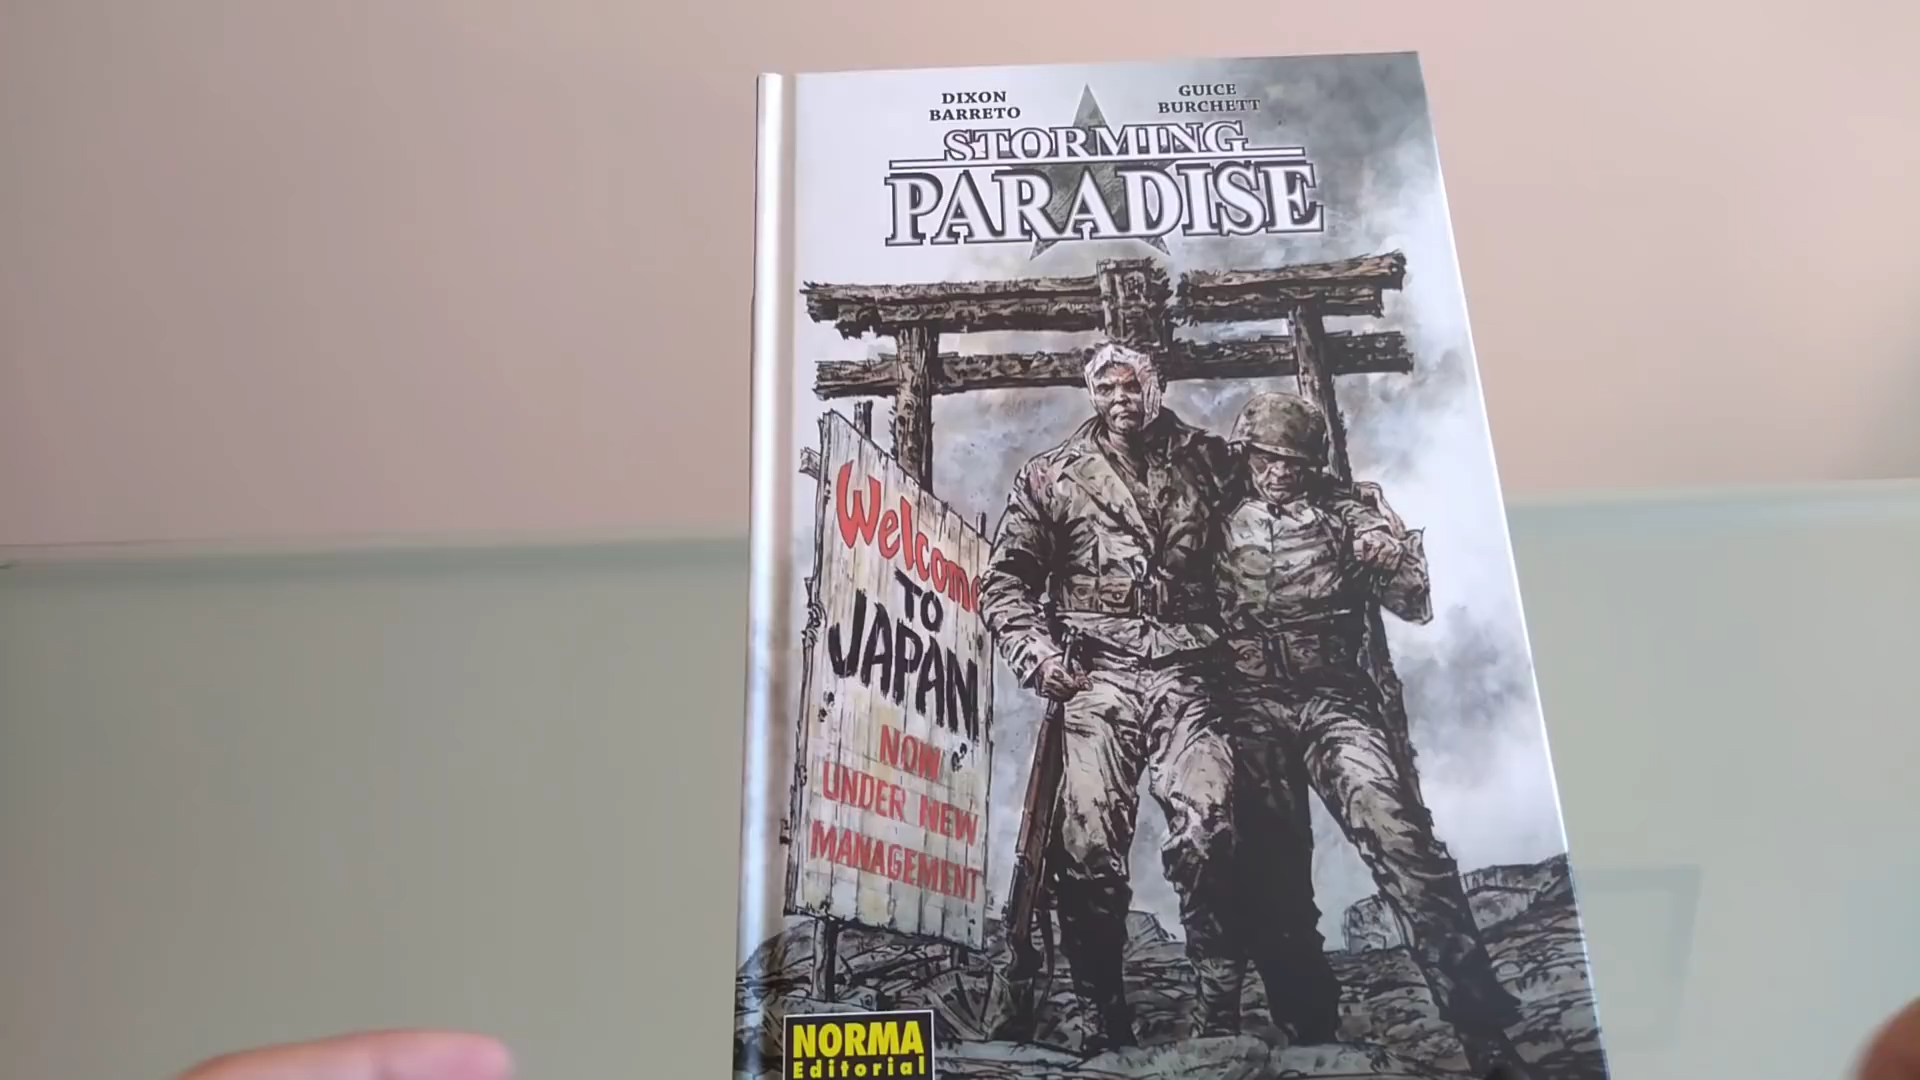 DIXON
BARRETO
GUICE
BURCHETT
STORMING
PARADISE
Welcome
TO
JAPAN
NOW
UNDER NEW
MANAGEMENT
NORMA
Editorial